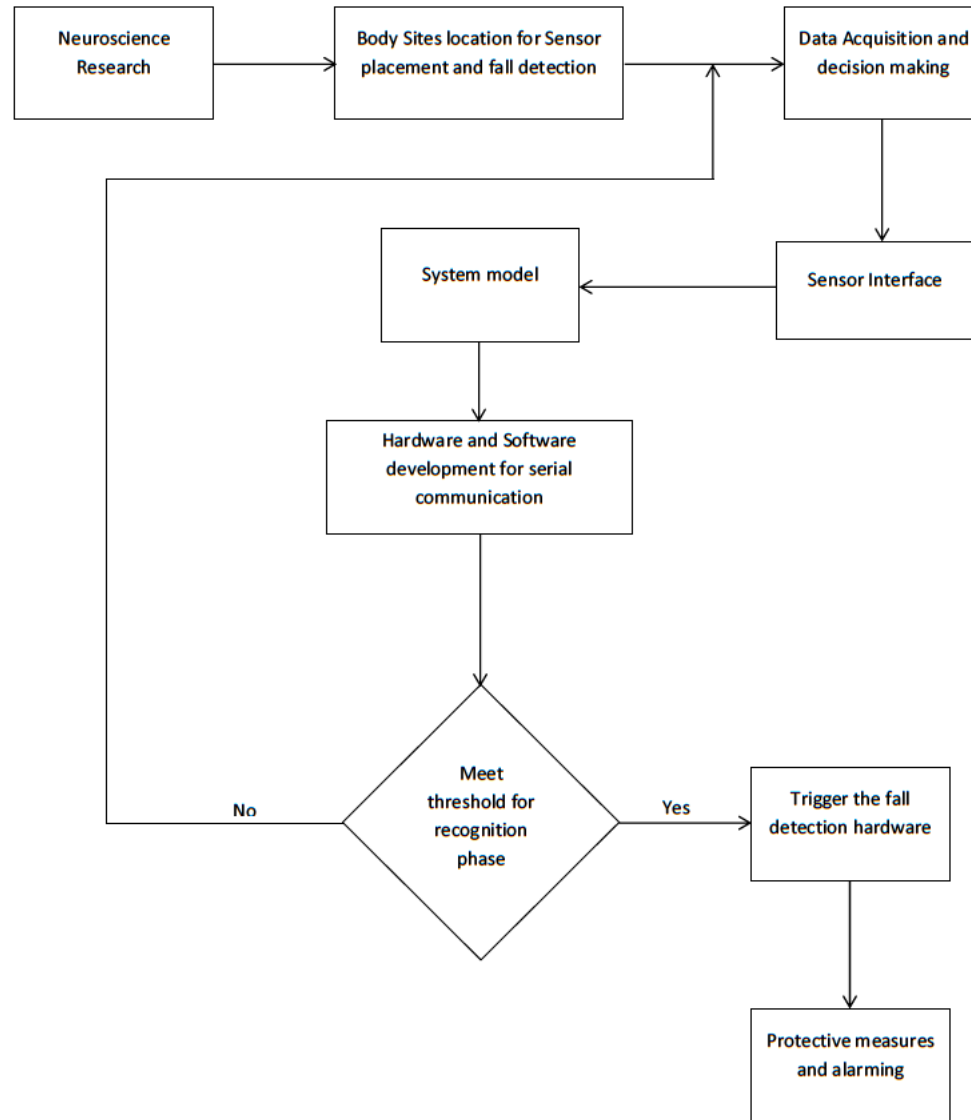 Neuroscience
Research
Body Sites location for Sensor
placement and fall detection
Data Acquisition and
decision making
Sensor Interface
System model
Hardware and Software
development for serial
communication
Meet
threshold for
recognition
phase
No
Yes
Trigger the fall
detection hardware
Protective measures
and alarming